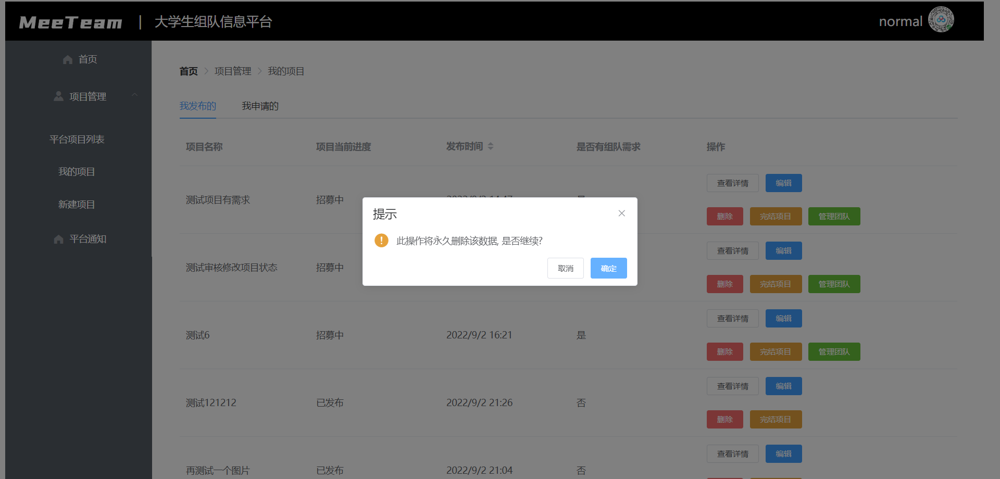 MeeTeam | 大学生组队信息平台
normal
首页
项目管理
平台项目列表
我的项目
新建项目
平台通知
首页 > 项目管理 > 我的项目
我发布的 我申请的
项目名称 项目当前进度 发布时间 是否有组队需求 操作
查看详情 编辑
测试项目有需求 招募中
删除 完结项目 管理团队
提示
此操作将永久删除该数据, 是否继续?
取消 确定
查看详情 编辑
测试审核修改项目状态 招募中
删除 完结项目 管理团队
查看详情 编辑
测试6 招募中 2022/9/2 16:21 是
删除 完结项目 管理团队
查看详情 编辑
测试121212 已发布 2022/9/2 21:26 否
删除 完结项目
查看详情 编辑
再测试一个图片 已发布 2022/9/2 21:04 否